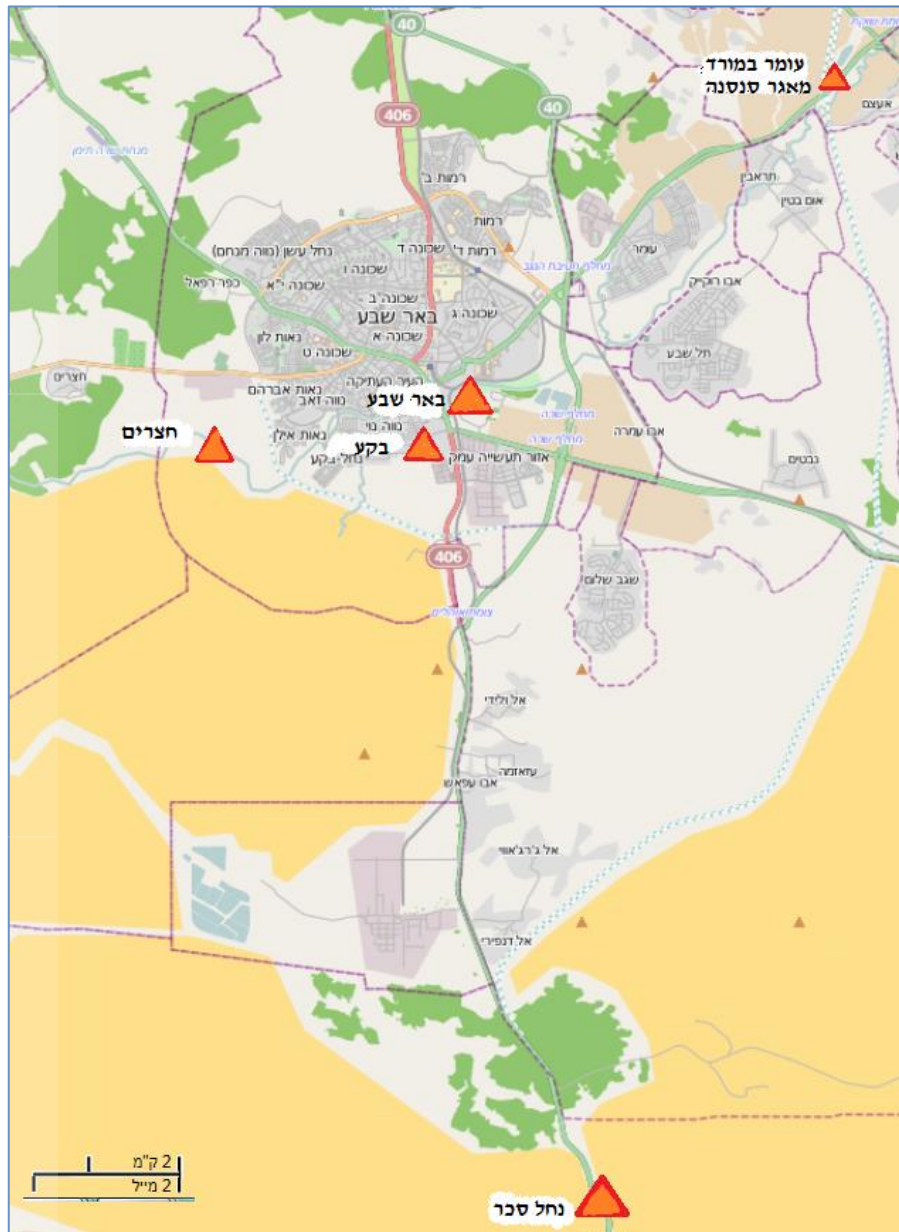 40
עומר במורד
מאגר סנסנה
אעצם
406
40
תראבין
אום בטין
רמות ב'
רמות
נחל עשן (נווה מנחם)
שכונה ד
רמות ד'
עומר
שכונה ו
שכונה י"א
כפר רפאל
אבו רוקייק
שכונה ב
באר שבע
שכונה ג
נאות לון
שכונה א
שכונה ט
תל שבע
חצרים
העיר העתיקה
נאות אברהם
נווה זאב
באר שבע
מחלף שוקת
אבו עמרה
חצרים
נווה נוי
נאות אילן
בקע
נחל-בקע
אזור תעשייה עמק
נבטים
406
שגב שלום
אל ולידי
עזאזמה
אבו עפאש
אל ג'רג'אווי
אל דנפירי
2 ק"מ
2 מייל
נחל סכר